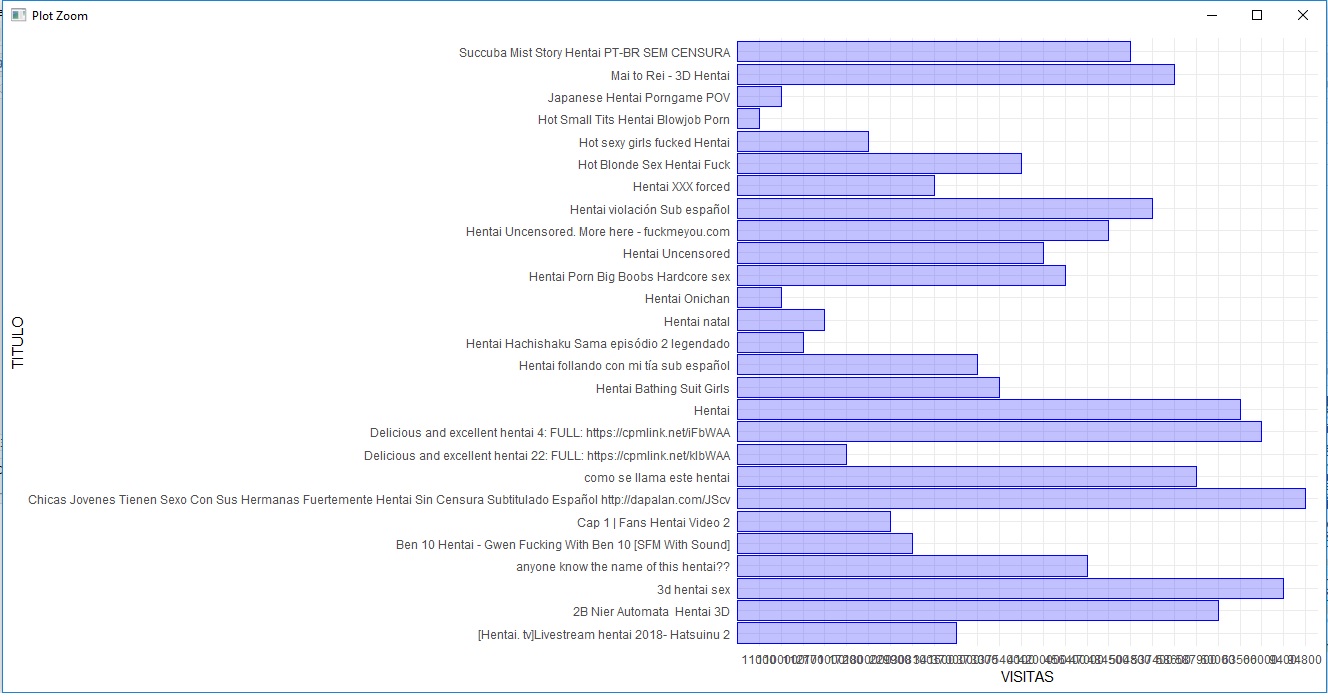 Plot Zoom
Succuba Mist Story Hentai PT-BR SEM CENSURA
Mai to Rei - 3D Hentai
Japanese Hentai Porngame POV
Hot Small Tits Hentai Blowjob Porn
Hot sexy girls fucked Hentai
Hot Blonde Sex Hentai Fuck
Hentai XXX forced
Hentai violación Sub español
Hentai Uncensored. More here - fuckmeyou.com
Hentai Uncensored
Hentai Porn Big Boobs Hardcore sex
Hentai Onichan
Hentai natal
Hentai Hachishaku Sama episódio 2 legendado
Hentai follando con mi tía sub español
Hentai Bathing Suit Girls
Hentai
Delicious and excellent hentai 4: FULL: https://cpmlink.net/iFbWAA
Delicious and excellent hentai 22: FULL: https://cpmlink.net/klbWAA
como se llama este hentai
Chicas Jovenes Tienen Sexo Con Sus Hermanas Fuertemente Hentai Sin Censura Subtitulado Español http://dapalan.com/JScv
Cap 1 | Fans Hentai Video 2
Ben 10 Hentai - Gwen Fucking With Ben 10 [SFM With Sound]
anyone know the name of this hentai??
3d hentai sex
2B Nier Automata  Hentai 3D
[Hentai. tv]Livestream hentai 2018- Hatsuinu 2
TITULO
VISITAS